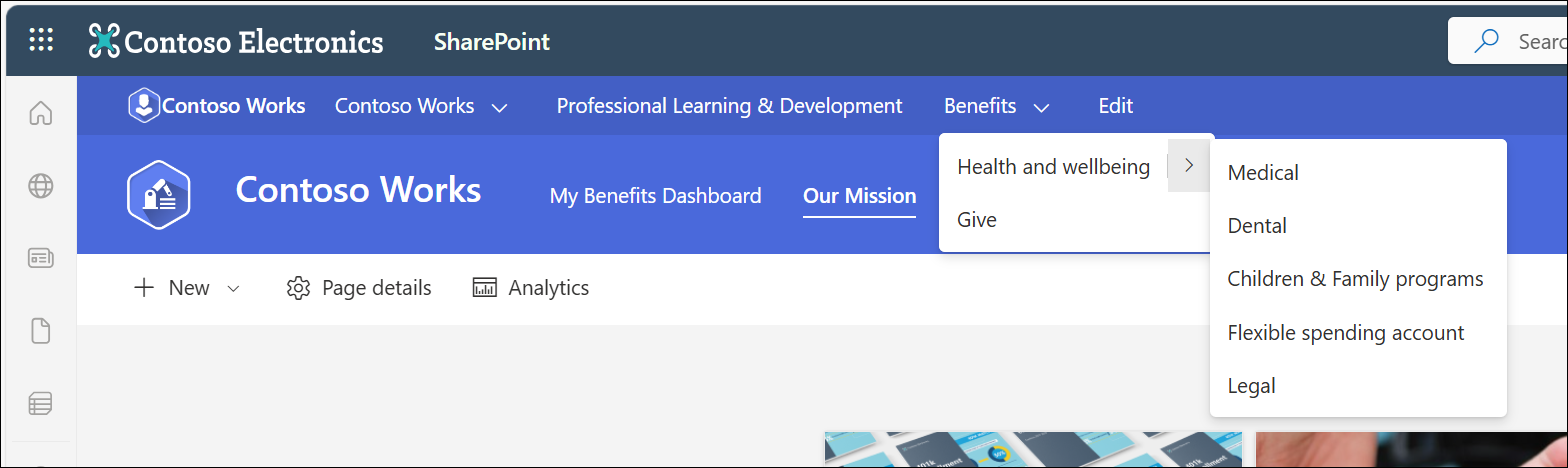 Contoso Electronics SharePoint Searc
Contoso Works Contoso Works Professional Learning & Development Benefits Edit
Contoso Works My Benefits Dashboard Our Mission
Health and wellbeing
Give
Medical
Dental
Children & Family programs
Flexible spending account
Legal
New Page details Analytics